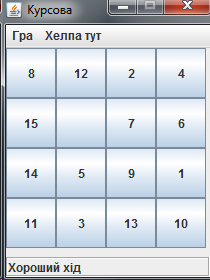 Курсова
Гра Хелпа тут
8 12 2 4
15 7 6
14 5 9 1
11 3 13 10
Хороший хід